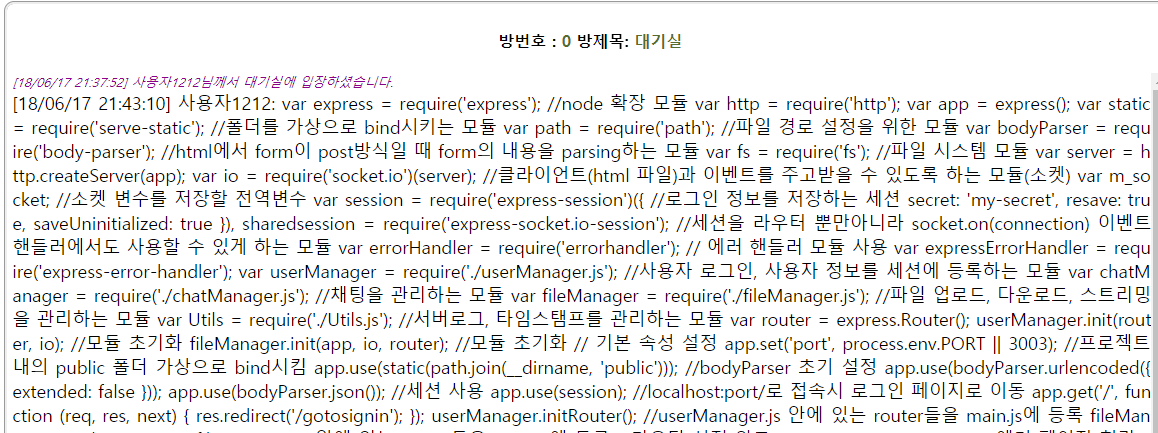 방번호 : 0 방제목: 대기실
[18/06/17 21:37:52] 사용자1212님께서 대기실에 입장하셨습니다.
[18/06/17 21:43:10] 사용자1212: var express = require('express'); //node 확장 모듈 var http = require('http'); var app = express(); var static
= require('serve-static'); //폴더를 가상으로 bind시키는 모듈 var path = require('path'); //파일 경로 설정을 위한 모듈 var bodyParser = requ
ire('body-parser'); //html에서 form이 post방식일 때 form의 내용을 parsing하는 모듈 var fs = require('fs'); //파일 시스템 모듈 var server = h
ttp.createServer(app); var io = require('socket.io')(server); //클라이언트(html 파일)과 이벤트를 주고받을 수 있도록 하는 모듈(소켓) var m_so
cket; //소켓 변수를 저장할 전역변수 var session = require('express-session')({ //로그인 정보를 저장하는 세션 secret: 'my-secret', resave: tru
e, saveUninitialized: true }), sharedsession = require('express-socket.io-session'); //세션을 라우터 뿐만아니라 socket.on(connection) 이벤트
핸들러에서도 사용할 수 있게 하는 모듈 var errorHandler = require('errorhandler'); // 에러 핸들러 모듈 사용 var expressErrorHandler = requ
ire('express-error-handler'); var userManager = require('./userManager.js'); //사용자 로그인, 사용자 정보를 세션에 등록하는 모듈 var chatM
anager = require('./chatManager.js'); //채팅을 관리하는 모듈 var fileManager = require('./fileManager.js'); //파일 업로드, 다운로드, 스트리밍
을 관리하는 모듈 var Utils = require('./Utils.js'); //서버로그, 타임스탬프를 관리하는 모듈 var router = express.Router(); userManager.init(rout
er, io); //모듈 초기화 fileManager.init(app, io, router); //모듈 초기화 // 기본 속성 설정 app.set('port', process.env.PORT || 3003); //프로젝트
내의 public 폴더 가상으로 bind시킴 app.use(static(path.join(__dirname, 'public'))); //bodyParser 초기 설정 app.use(bodyParser.urlencoded({
extended: false })); app.use(bodyParser.json()); //세션 사용 app.use(session); //localhost:port/로 접속시 로그인 페이지로 이동 app.get('/', fun
ction (req, res, next) { res.redirect('/gotosignin'); }); userManager.initRouter(); //userManager.js 안에 있는 router들을 main.js에 등록 fileMan